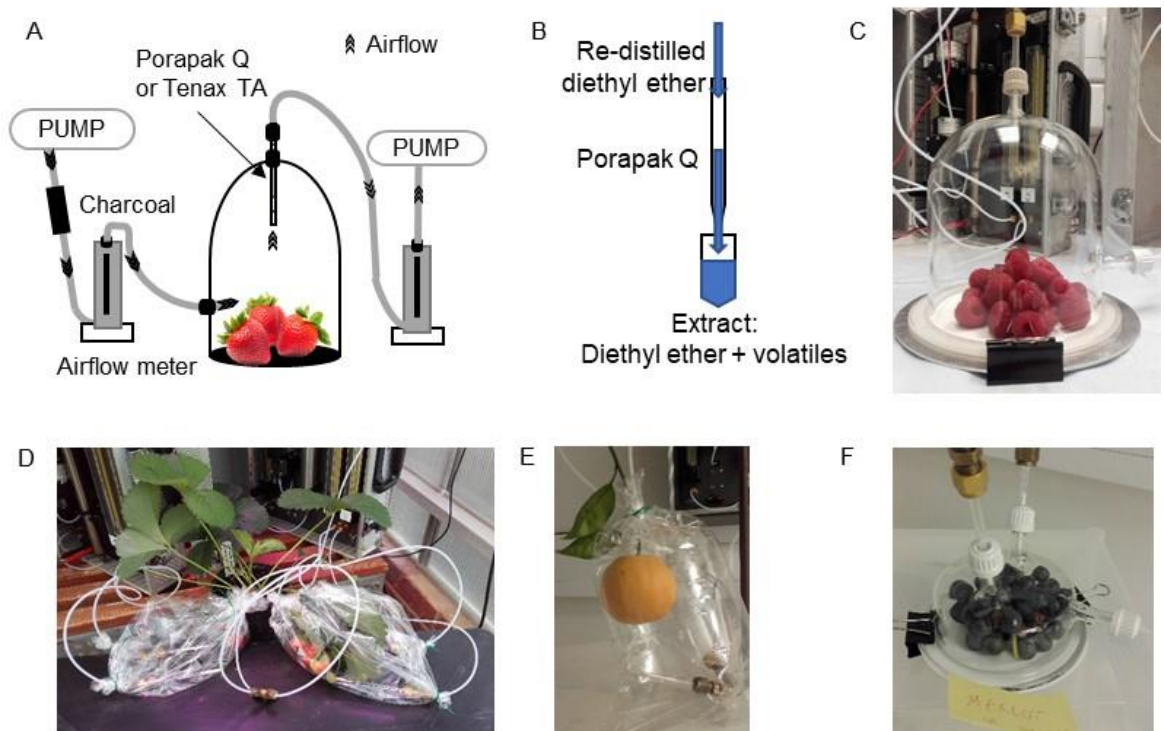 A
Porapak Q
or Tenax TA
Airflow
PUMP
PUMP
Charcoal
Airflow meter
B
Re-distilled
diethyl ether
Porapak Q
Extract:
Diethyl ether + volatiles
C
D
E
F
MERLOT